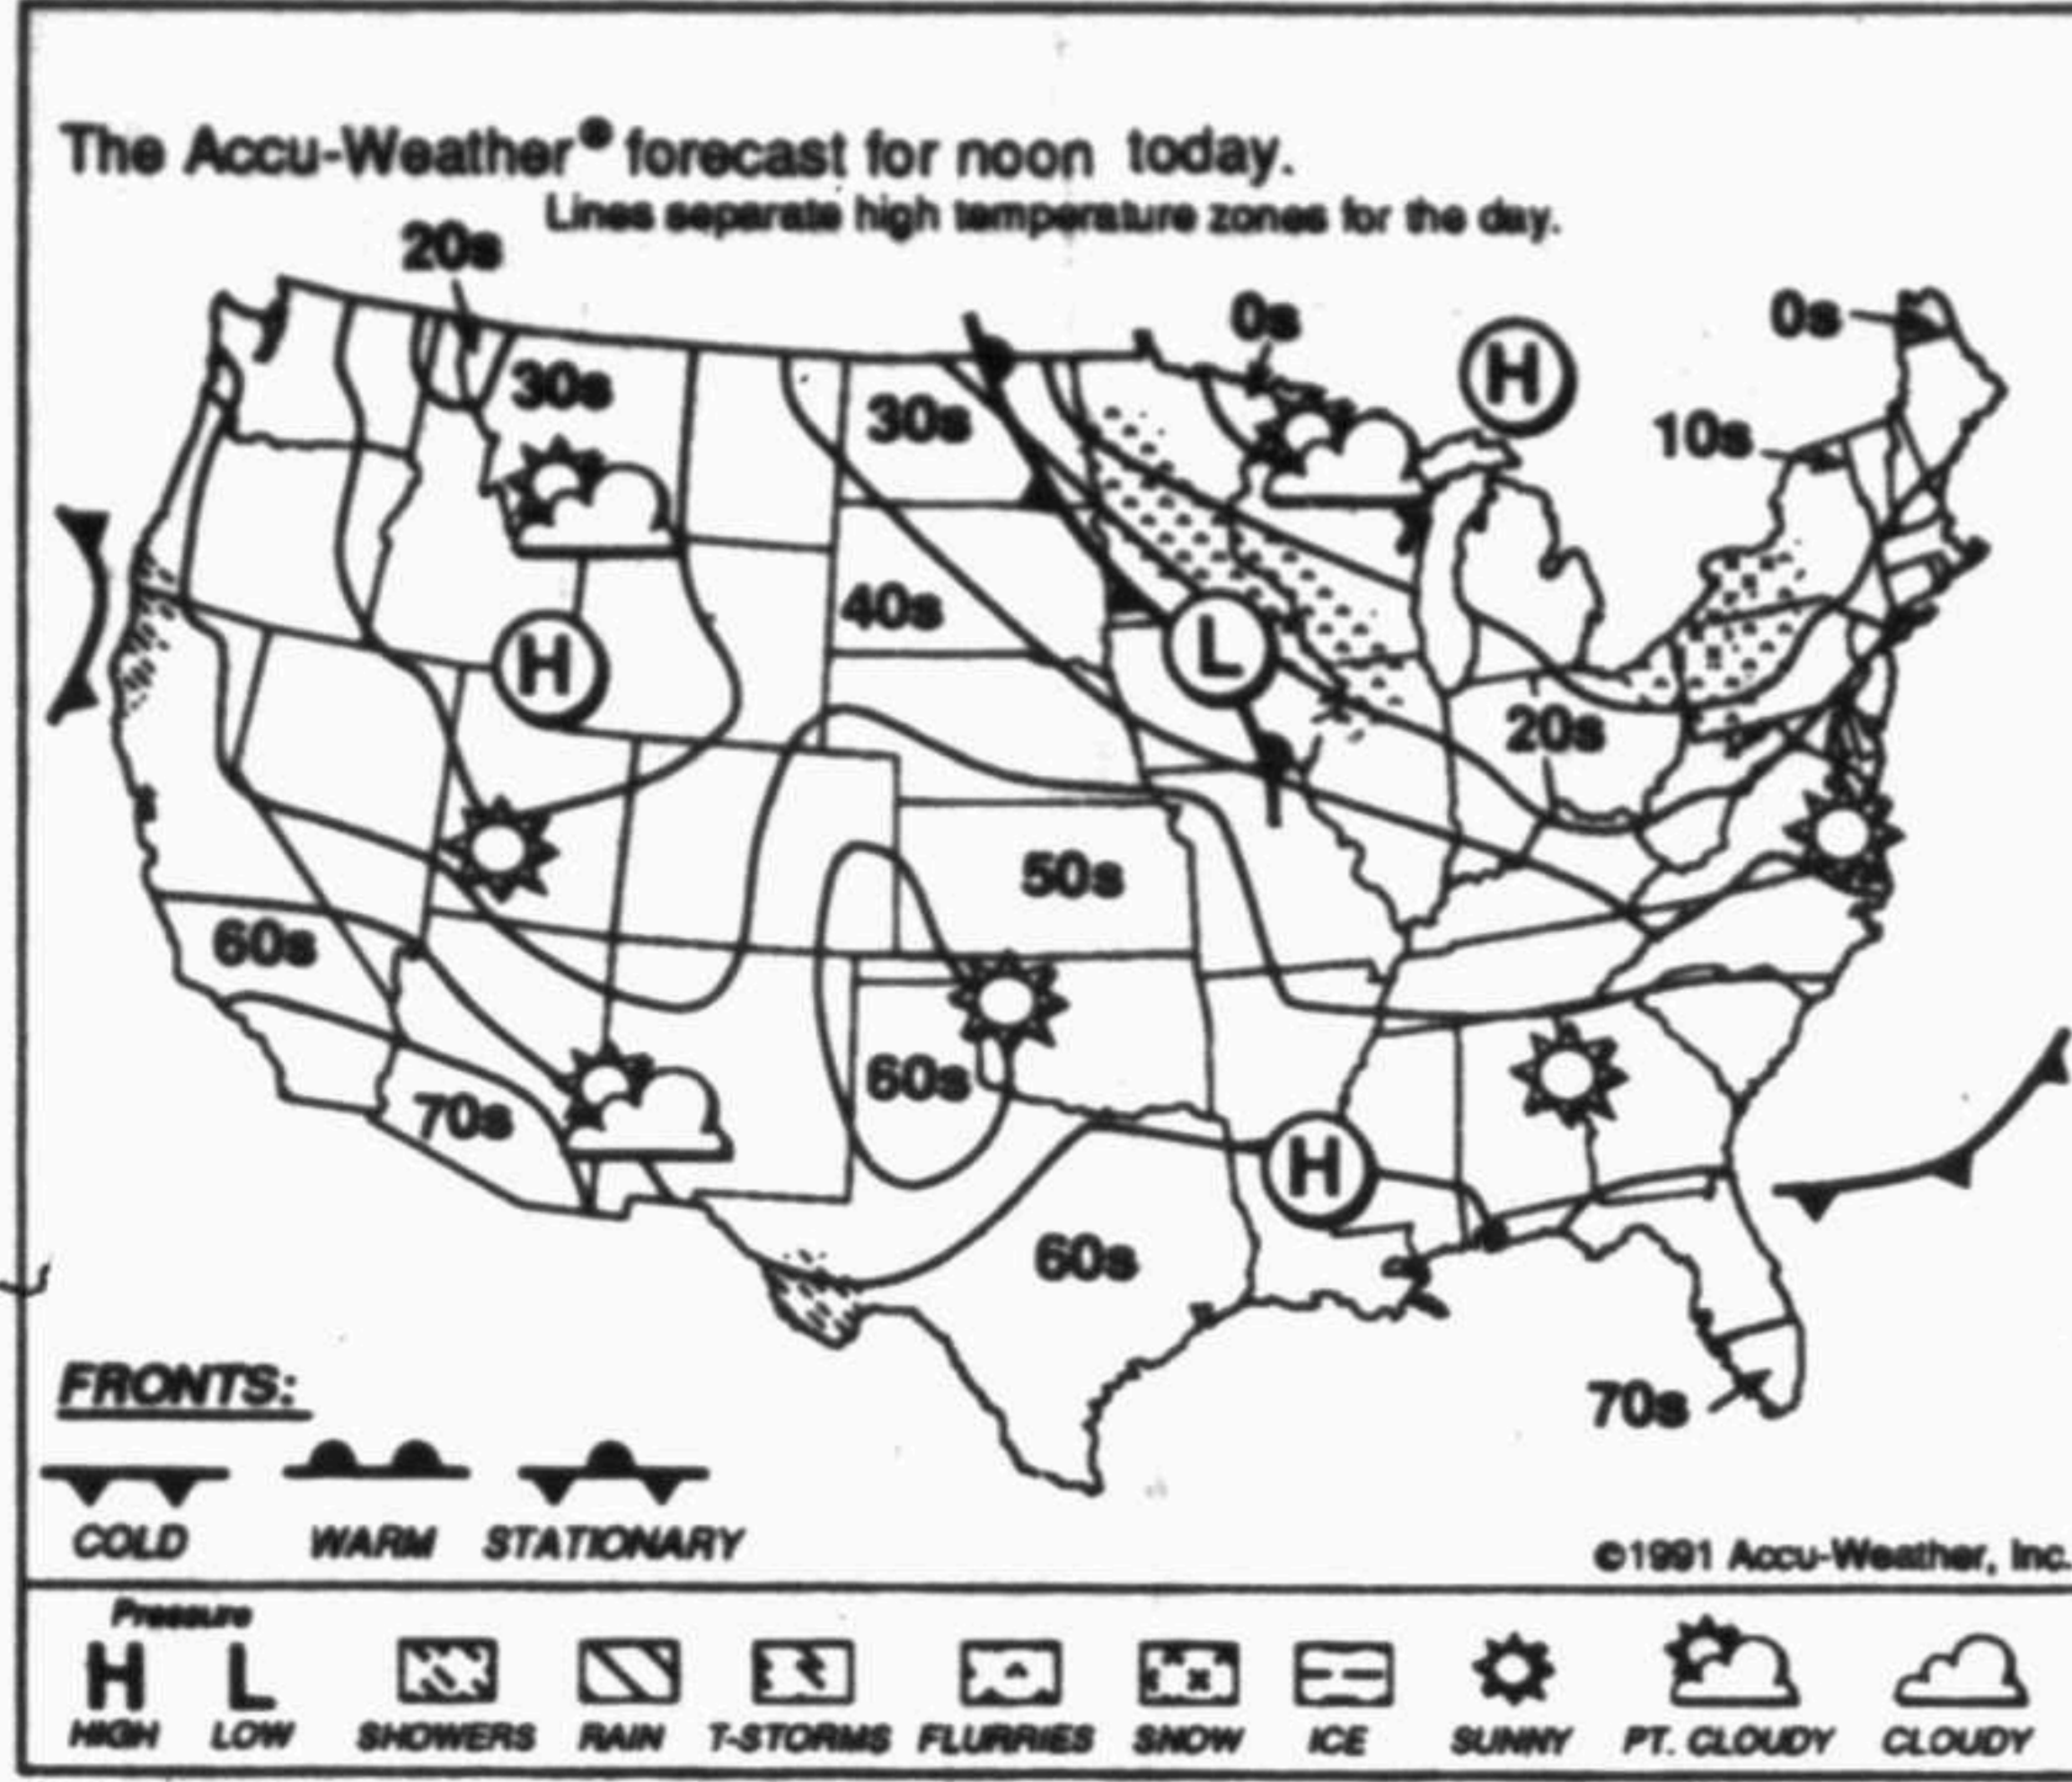 The Accu-Weather® forecast for noon today.
Lines separate high temperature zones for the day.
20s
0s
0s
H
30s
30s
10s
40s
H
L
20s
50s
60s
60s
70s
H
60s
70s
FRONTS:
COLD WARM STATIONARY
©1991 Accu-Weather, Inc.
Pressure
H L
HIGH LOW SHOWERS RAIN T-STORMS FLURRIES SNOW ICE SUNNY PT. CLOUDY CLOUDY